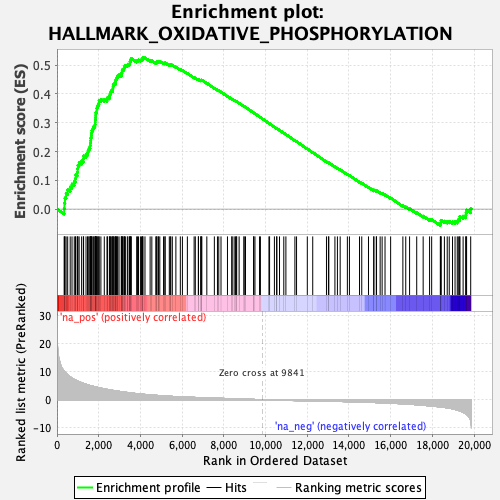 Enrichment plot:
HALLMARK_OXIDATIVE_PHOSPHORYLATION
Enrichment score (ES)
0.5
0.4
0.3
0.2
0.1
0.0
'na_pos' (positively correlated)
Ranked list metric (PreRanked)
30
20
10
0
-10
Zero cross at 9841
'na_neg' (negatively correlated)
0
2,000
4,000
6,000
8,000
10,000
12,000
14,000
16,000
18,000
20,000
Rank in Ordered Dataset
Enrichment profile
Hits
Ranking metric scores